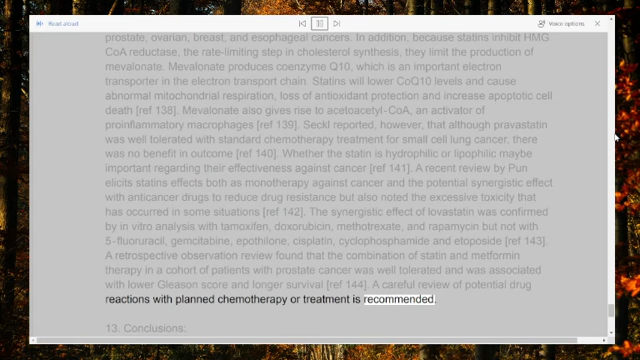 Read aloud
Voice options
prostate, ovarian, breast, and esophageal cancers. In addition, because statins inhibit HMG
CoA reductase, the rate-limiting step in cholesterol synthesis, they limit the production of
mevalonate. Mevalonate produces coenzyme Q10, which is an important electron
transporter in the electron transport chain. Statins will lower CoQ10 levels and cause
abnormal mitochondrial respiration, loss of antioxidant protection and increase apoptotic cell
death [ref 138]. Mevalonate also gives rise to acetoacetyl-CoA, an activator of
proinflammatory macrophages [ref 139]. Seckl reported, however, that although pravastatin
was well tolerated with standard chemotherapy treatment for small cell lung cancer, there
was no benefit in outcome [ref 140]. Whether the statin is hydrophilic or lipophilic maybe
important regarding their effectiveness against cancer [ref 141]. A recent review by Pun
elicits statins effects both as monotherapy against cancer and the potential synergistic effect
with anticancer drugs to reduce drug resistance but also noted the excessive toxicity that
has occurred in some situations [ref 142]. The synergistic effect of lovastatin was confirmed
by in vitro analysis with tamoxifen, doxorubicin, methotrexate, and rapamycin but not with
5-fluoruracil, gemcitabine, epothilone, cisplatin, cyclophosphamide and etoposide [ref 143].
A retrospective observation review found that the combination of statin and metformin
therapy in a cohort of patients with prostate cancer was well tolerated and was associated
with lower Gleason score and longer survival [ref 144]. A careful review of potential drug
reactions with planned chemotherapy or treatment is recommended.
13. Conclusions: